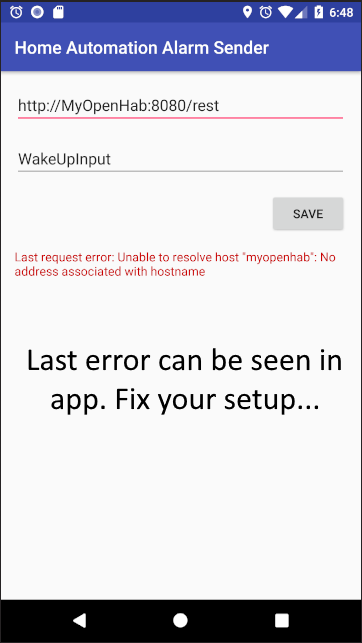 6:48
Home Automation Alarm Sender
http://MyOpenHab:8080/rest
WakeUpInput
SAVE
Last request error: Unable to resolve host "myopenhab": No
address associated with hostname
Last error can be seen in
app. Fix your setup...